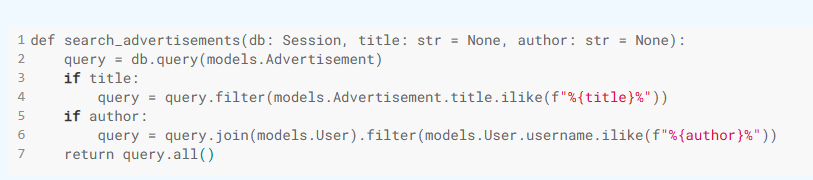 1 def search_advertisements(db: Session, title: str = None, author: str = None):
2     query = db.query(models.Advertisement)
3     if title:
4         query = query.filter(models.Advertisement.title.ilike(f"%{title}%"))
5     if author:
6         query = query.join(models.User).filter(models.User.username.ilike(f"%{author}%"))
7     return query.all()